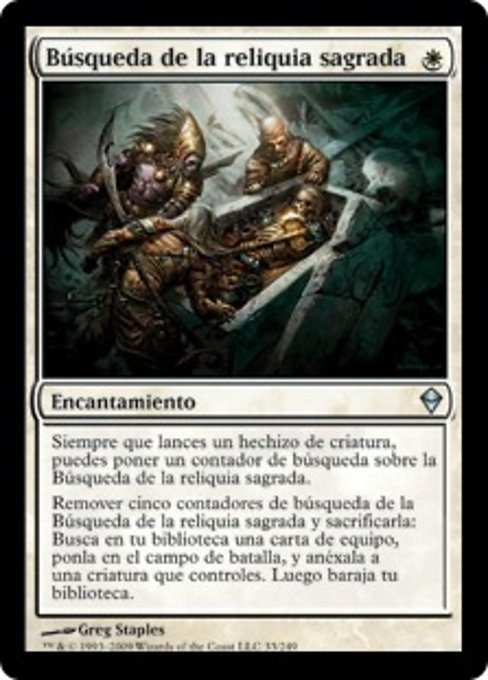 Búsqueda de la reliquia sagrada
Encantamiento
Siempre que lances un hechizo de criatura,
puedes poner un contador de búsqueda sobre la
Búsqueda de la reliquia sagrada.
Remover cinco contadores de búsqueda de la
Búsqueda de la reliquia sagrada y sacrificarla:
Busca en tu biblioteca una carta de equipo,
ponla en el campo de batalla, y anéxala a
una criatura que controles. Luego baraja tu
biblioteca.
Greg Staples
™ & © 1993–2009 Wizards of the Coast LLC 33/249